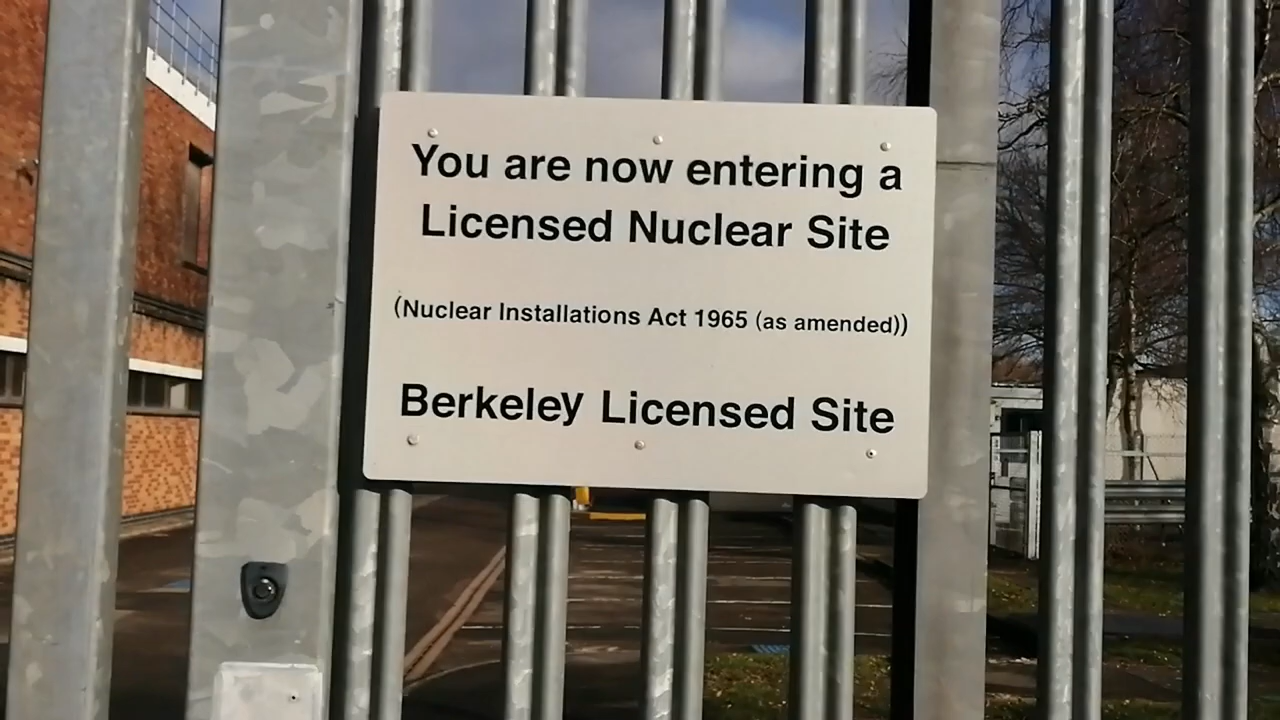 You are now entering a
Licensed Nuclear Site
(Nuclear Installations Act 1965 (as amended))
Berkeley Licensed Site